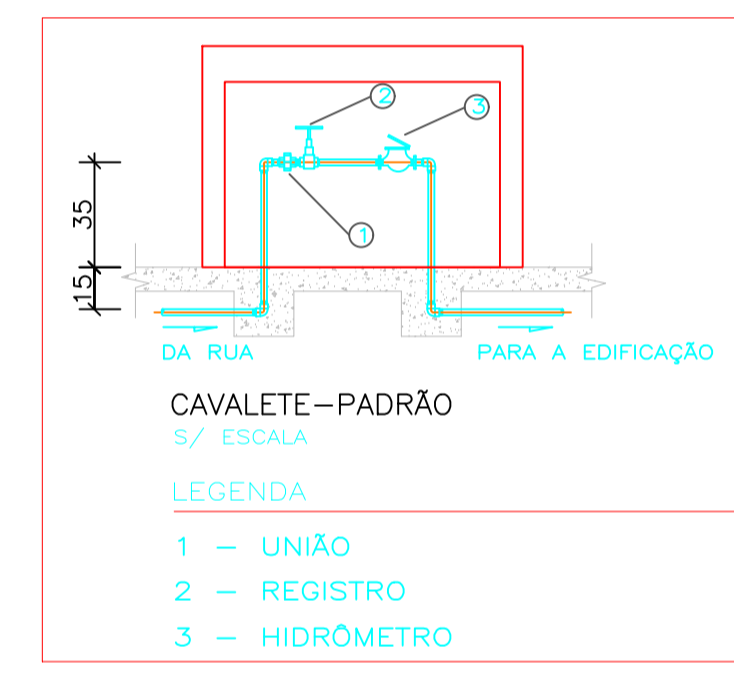 2
3
35
1
15
DA RUA
PARA A EDIFICAÇÃO
CAVALETE-PADRÃO
S/ ESCALA
LEGENDA
1 - UNIÃO
2 - REGISTRO
3 - HIDRÔMETRO